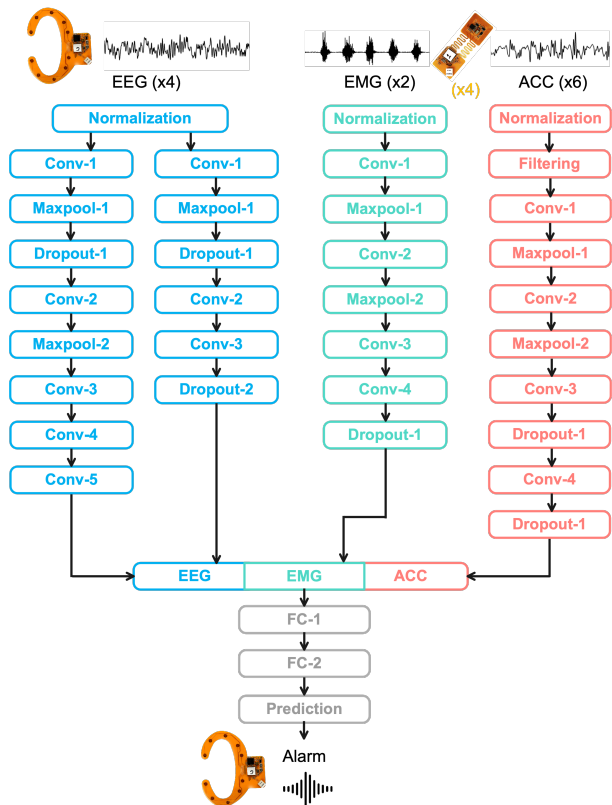 EEG (x4)
EMG (x2)
(x4)
ACC (x6)
Normalization
Conv-1
Maxpool-1
Dropout-1
Conv-2
Maxpool-2
Conv-3
Conv-4
Conv-5
Conv-1
Maxpool-1
Dropout-1
Conv-2
Conv-3
Dropout-2
Normalization
Conv-1
Maxpool-1
Conv-2
Maxpool-2
Conv-3
Conv-4
Dropout-1
Normalization
Filtering
Conv-1
Maxpool-1
Conv-2
Maxpool-2
Conv-3
Dropout-1
Conv-4
Dropout-1
EEG
EMG
ACC
FC-1
FC-2
Prediction
Alarm